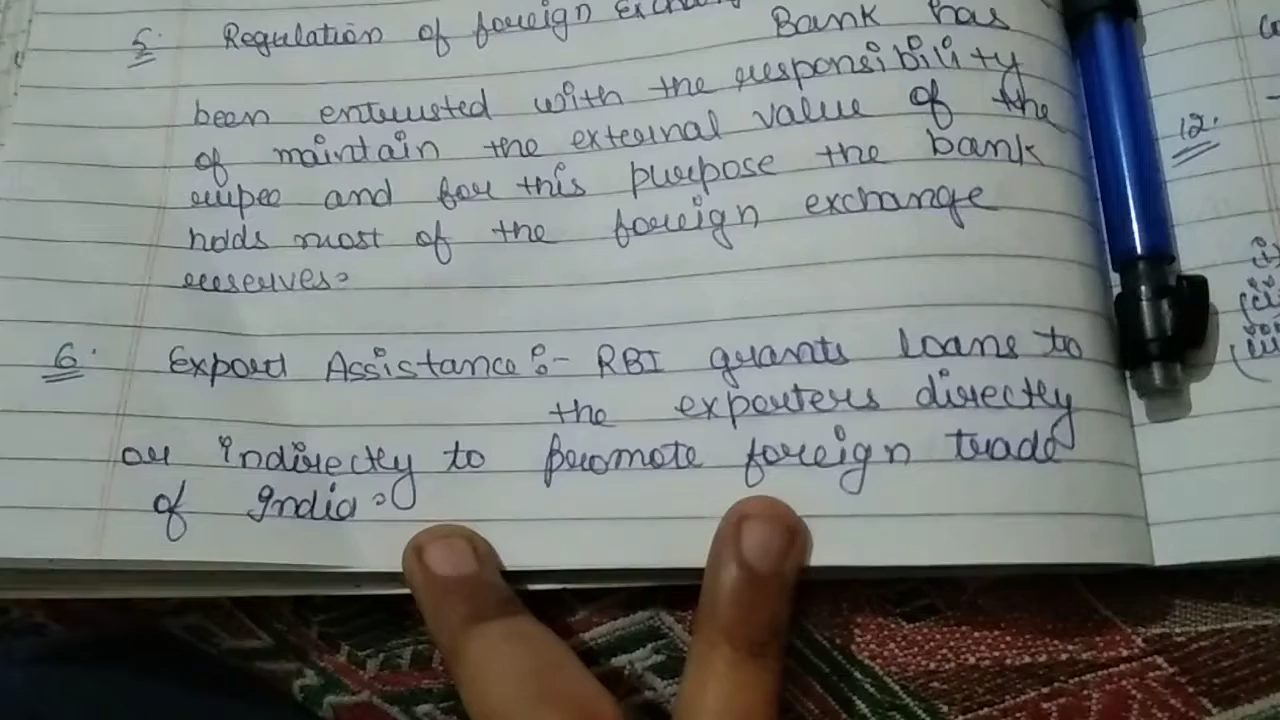 5. Regulation of foreign
Bank has
been entrusted with the responsibility
of maintain the external value of the
rupee and for this purpose the bank
holds most of the foreign exchange
reserves.
6. Export Assistance :- RBI grants loans to
the exporters directly
or indirectly to promote foreign trade
of India.
12.